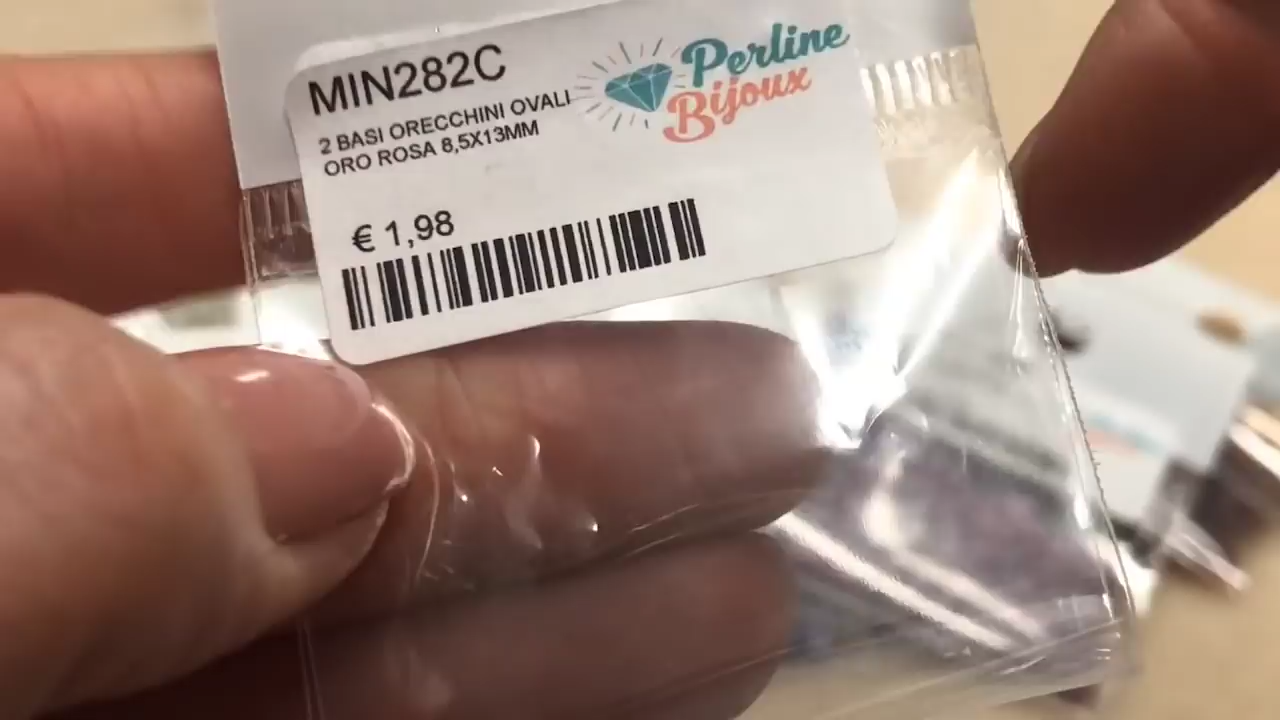 MIN282C
2 BASI ORECCHINI OVALI
ORO ROSA 8,5X13MM
€ 1,98
Perline
Bijoux